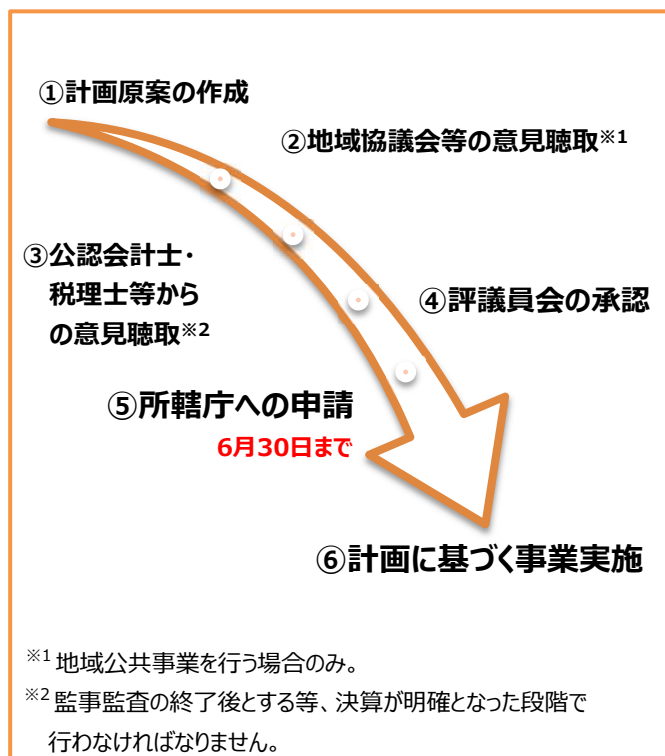 ①計画原案の作成
②地域協議会等の意見聴取※1
③公認会計士・
税理士等から
の意見聴取※2
④評議員会の承認
⑤所轄庁への申請
6月30日まで
⑥計画に基づく事業実施
※1 地域公共事業を行う場合のみ。
※2 監事監査の終了後とする等、決算が明確となった段階で
行わなければなりません。